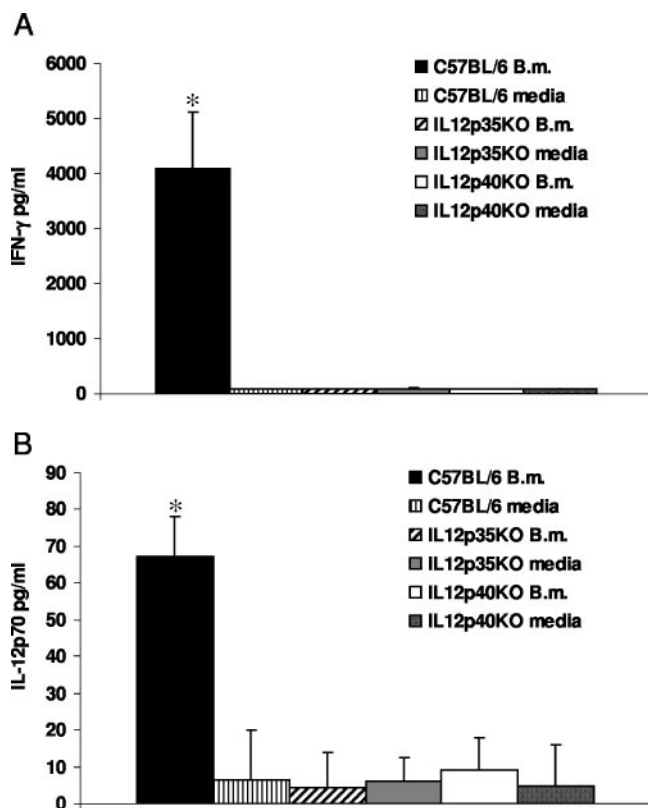 A
6000
5000
4000
3000
2000
1000
0
IFN-γ pg/ml
*
C57BL/6 B.m.
C57BL/6 media
IL12p35KO B.m.
IL12p35KO media
IL12p40KO B.m.
IL12p40KO media
B
90
80
70
60
50
40
30
20
10
0
IL-12p70 pg/ml
*
C57BL/6 B.m.
C57BL/6 media
IL12p35KO B.m.
IL12p35KO media
IL12p40KO B.m.
IL12p40KO media